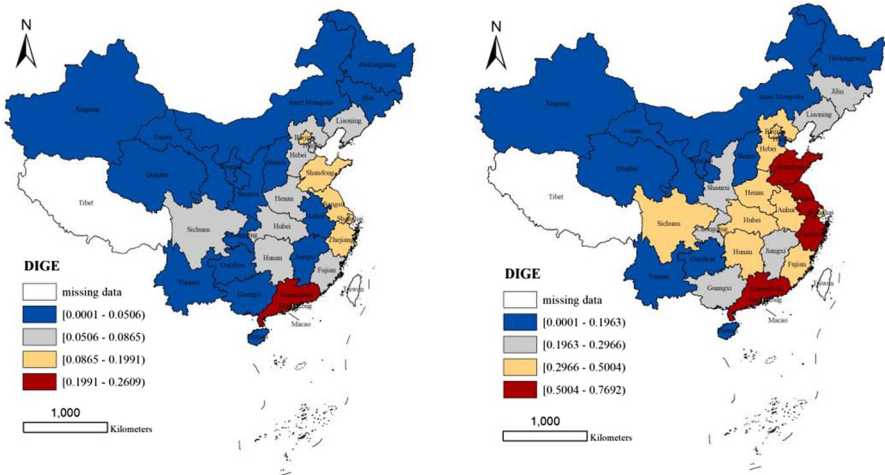 N
Heilongjiang
Jilin
Inner Mongolia
Xinjiang
Liaoning
Gansu
Beijing
Hebei
Shanxi
Qinghai
Shandong
Shaanxi
Henan
Jiangsu
Tibet
Anhui
Shanghai
Sichuan
Hubei
Zhejiang
Hunan
Jiangxi
Guizhou
Fujian
Yunnan
Guangxi
Guangdong
Taiwan
Macao
DIGE
missing data
[0.0001 - 0.0506)
[0.0506 - 0.0865)
[0.0865 - 0.1991)
[0.1991 - 0.2609)
1,000
Kilometers
N
Heilongjiang
Jilin
Inner Mongolia
Xinjiang
Liaoning
Gansu
Beijing
Hebei
Qinghai
Shaanxi
Henan
Tibet
Anhui
Sichuan
Hubei
Chongqing
Hunan
Jiangxi
Guizhou
Fujian
Yunnan
Guangxi
Guangdong
Taiwan
Macao
DIGE
missing data
[0.0001 - 0.1963)
[0.1963 - 0.2966)
[0.2966 - 0.5004)
[0.5004 - 0.7692)
1,000
Kilometers